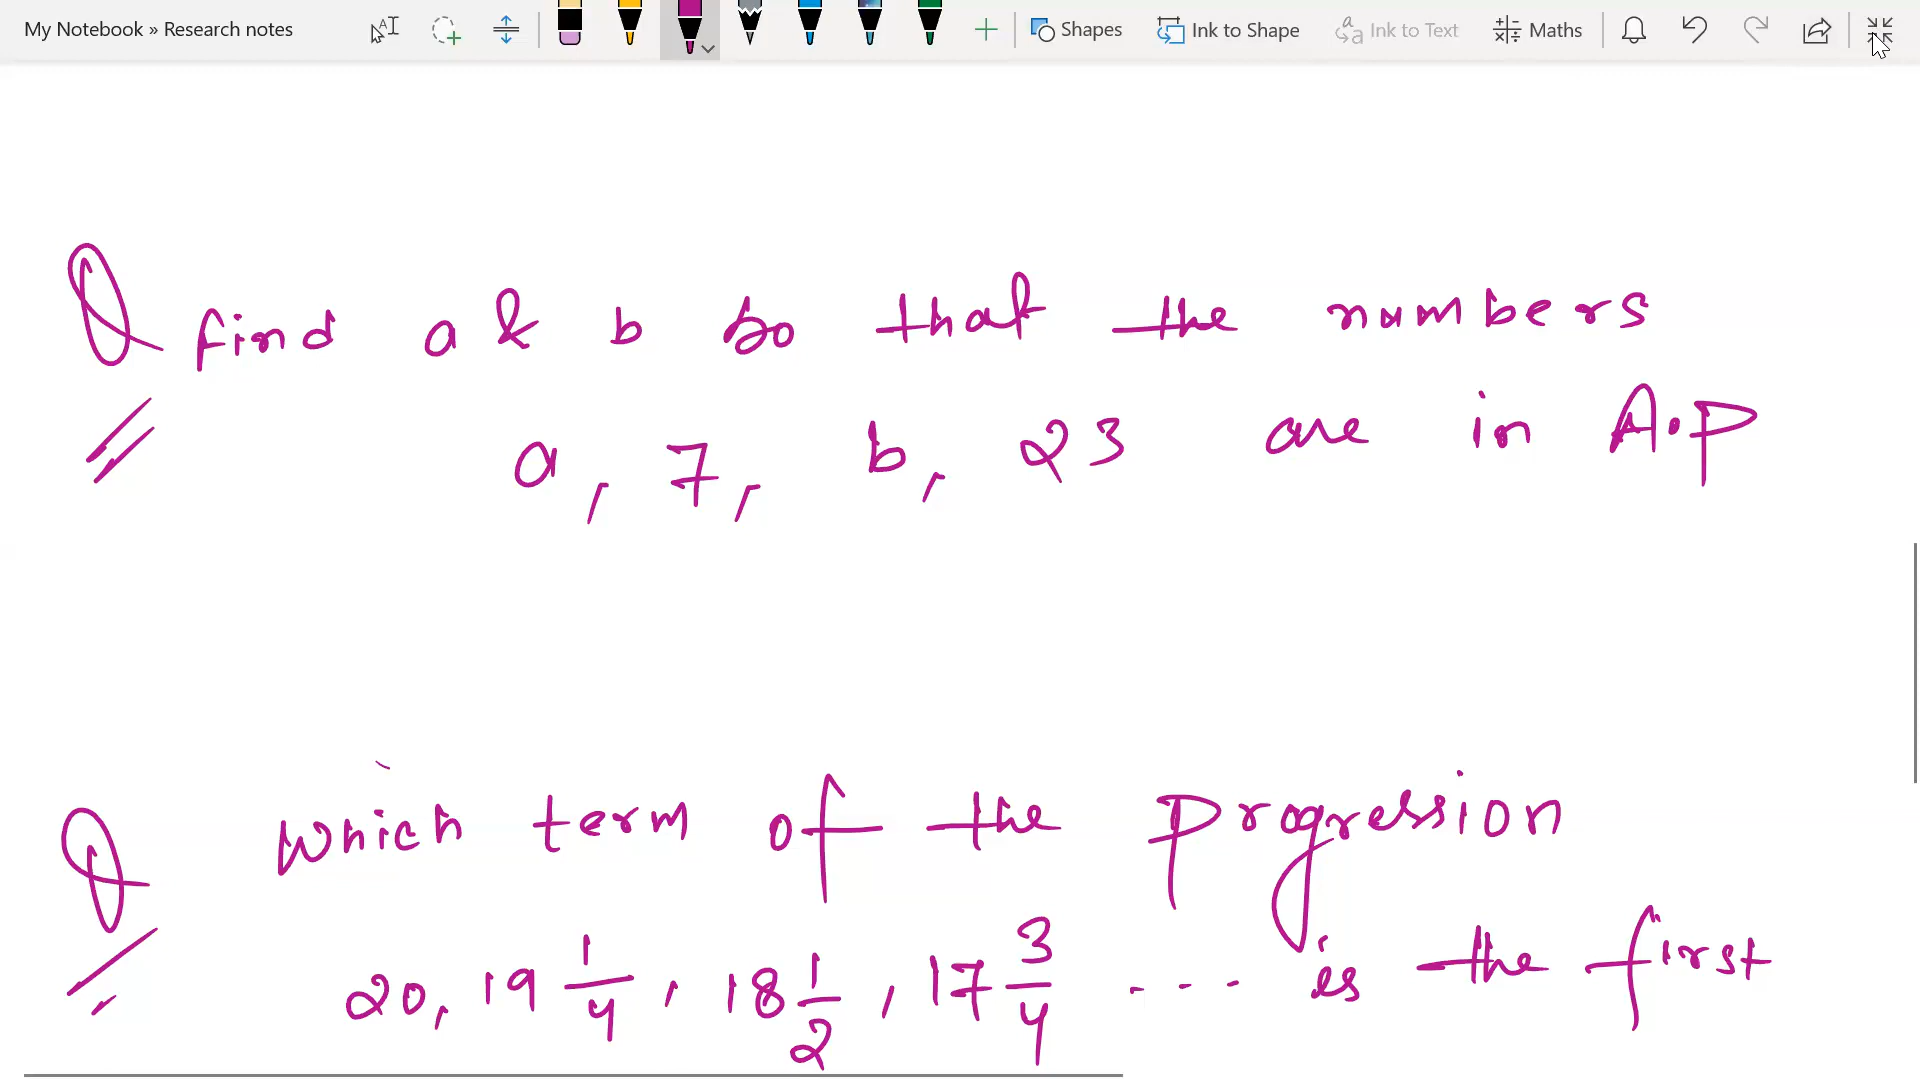 My Notebook » Research notes
Shapes
Ink to Shape
Ink to Text
Maths
Q find a & b so that the numbers
a, 7, b, 23 are in A.P
Q Which term of the Progression
20, 19 1/4, 18 1/2, 17 3/4 .... is the first